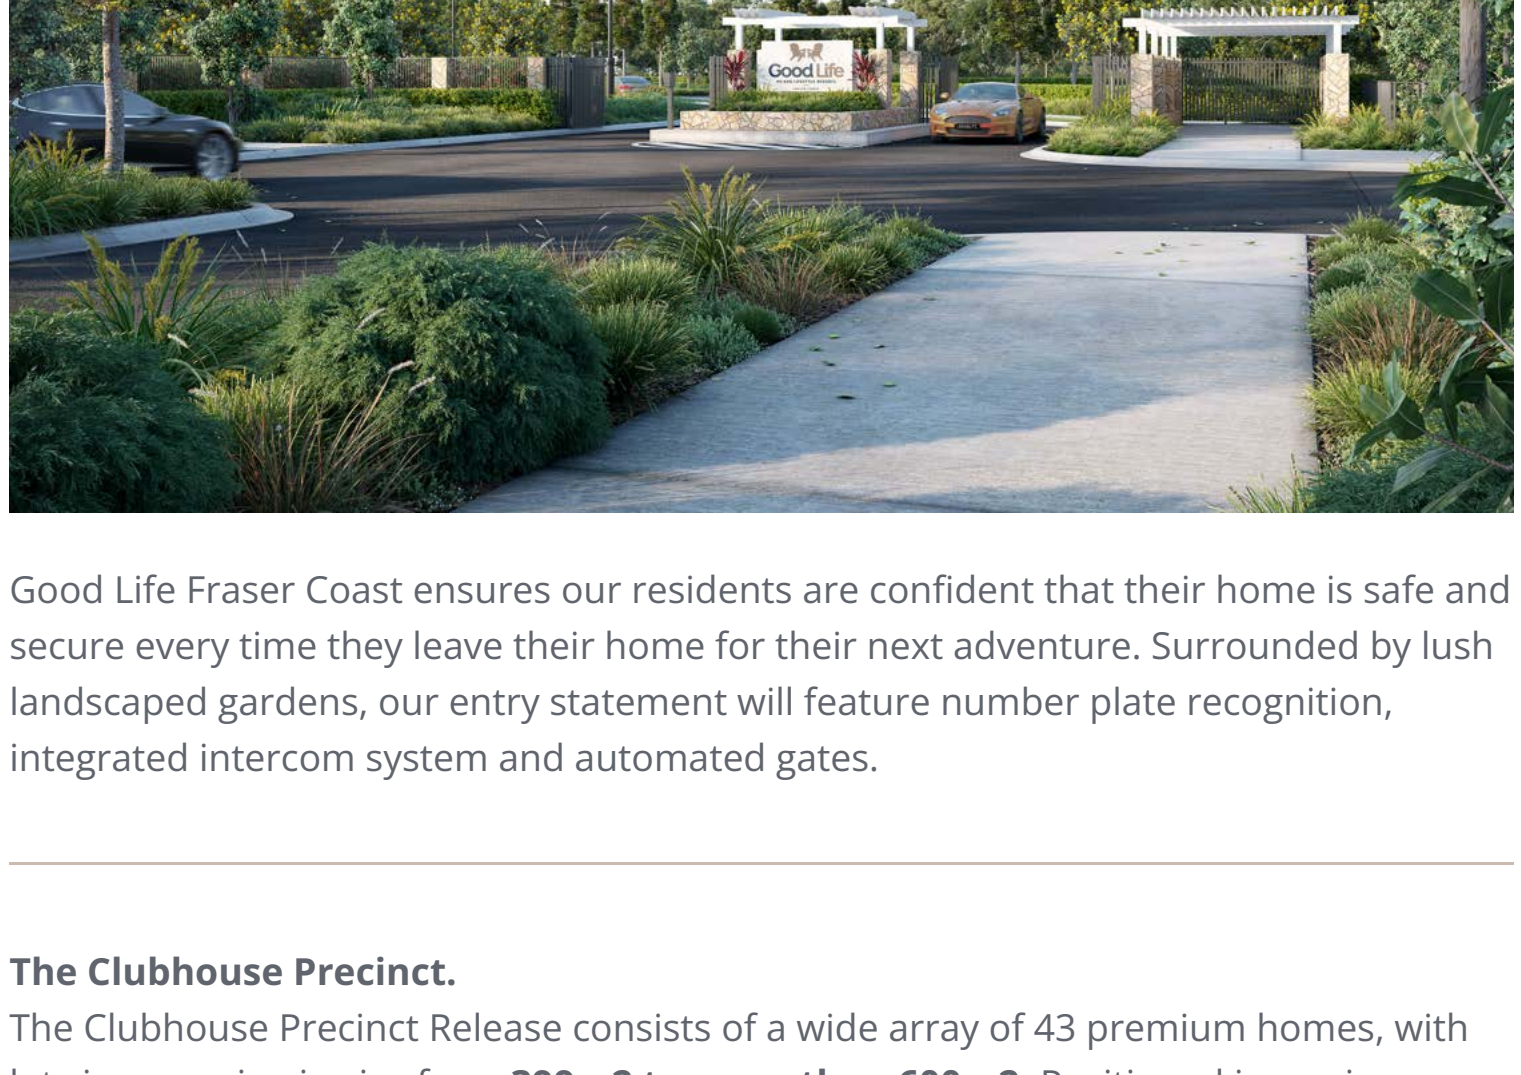 Good Life
Good Life Fraser Coast ensures our residents are confident that their home is safe and
secure every time they leave their home for their next adventure. Surrounded by lush
landscaped gardens, our entry statement will feature number plate recognition,
integrated intercom system and automated gates.
The Clubhouse Precinct.
The Clubhouse Precinct Release consists of a wide array of 43 premium homes, with